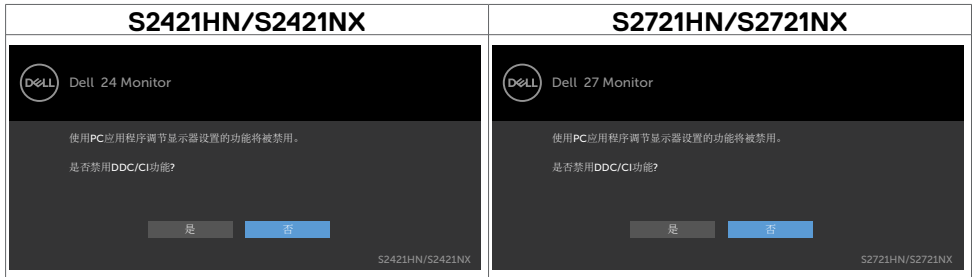 S2421HN/S2421NX
S2721HN/S2721NX
DELL Dell 24 Monitor
使用PC应用程序调节显示器设置的功能将被禁用。
是否禁用DDC/CI功能?
是 否
S2421HN/S2421NX
DELL Dell 27 Monitor
使用PC应用程序调节显示器设置的功能将被禁用。
是否禁用DDC/CI功能?
是 否
S2721HN/S2721NX